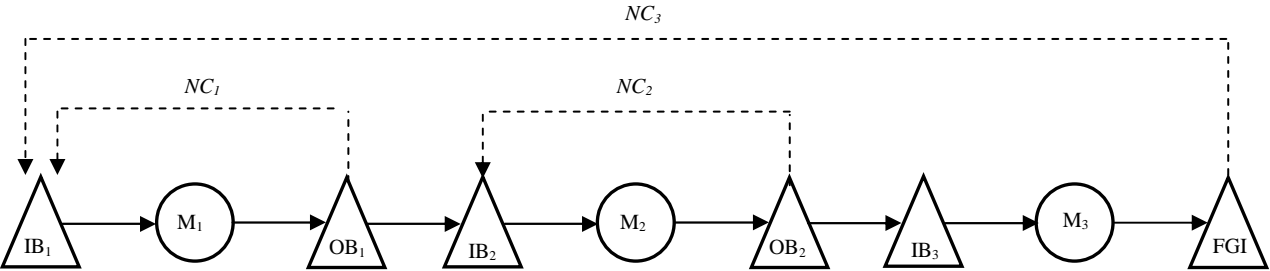 NC₃
NC₁
NC₂
IB₁
M₁
OB₁
IB₂
M₂
OB₂
IB₃
M₃
FGI